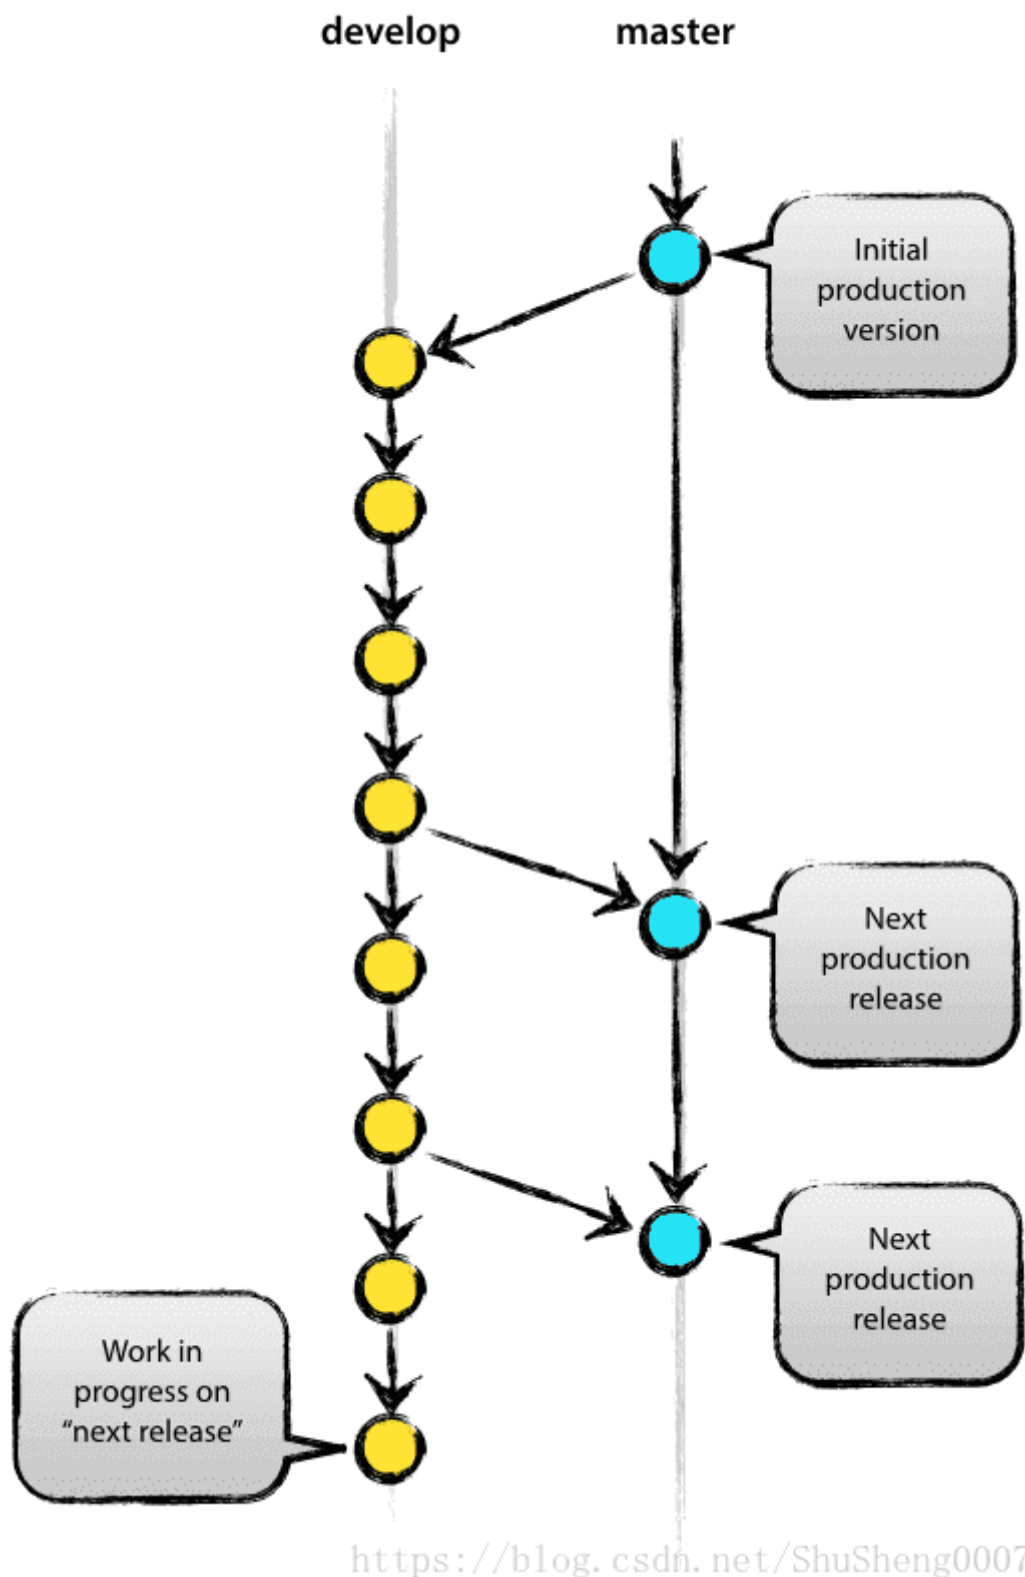 develop
master
Initial
production
version
Next
production
release
Next
production
release
Work in
progress on
“next release”
https://blog.csdn.net/ShuSheng0007